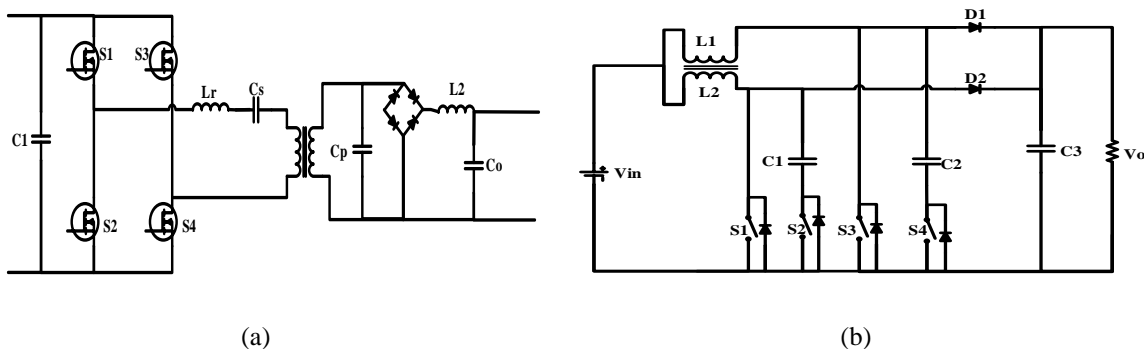 S1
S3
Lr
Cs
L2
C1
Cp
Co
S2
S4
(a)
L1
L2
D1
D2
Vin
C1
C2
C3
Vo
S1
S2
S3
S4
(b)